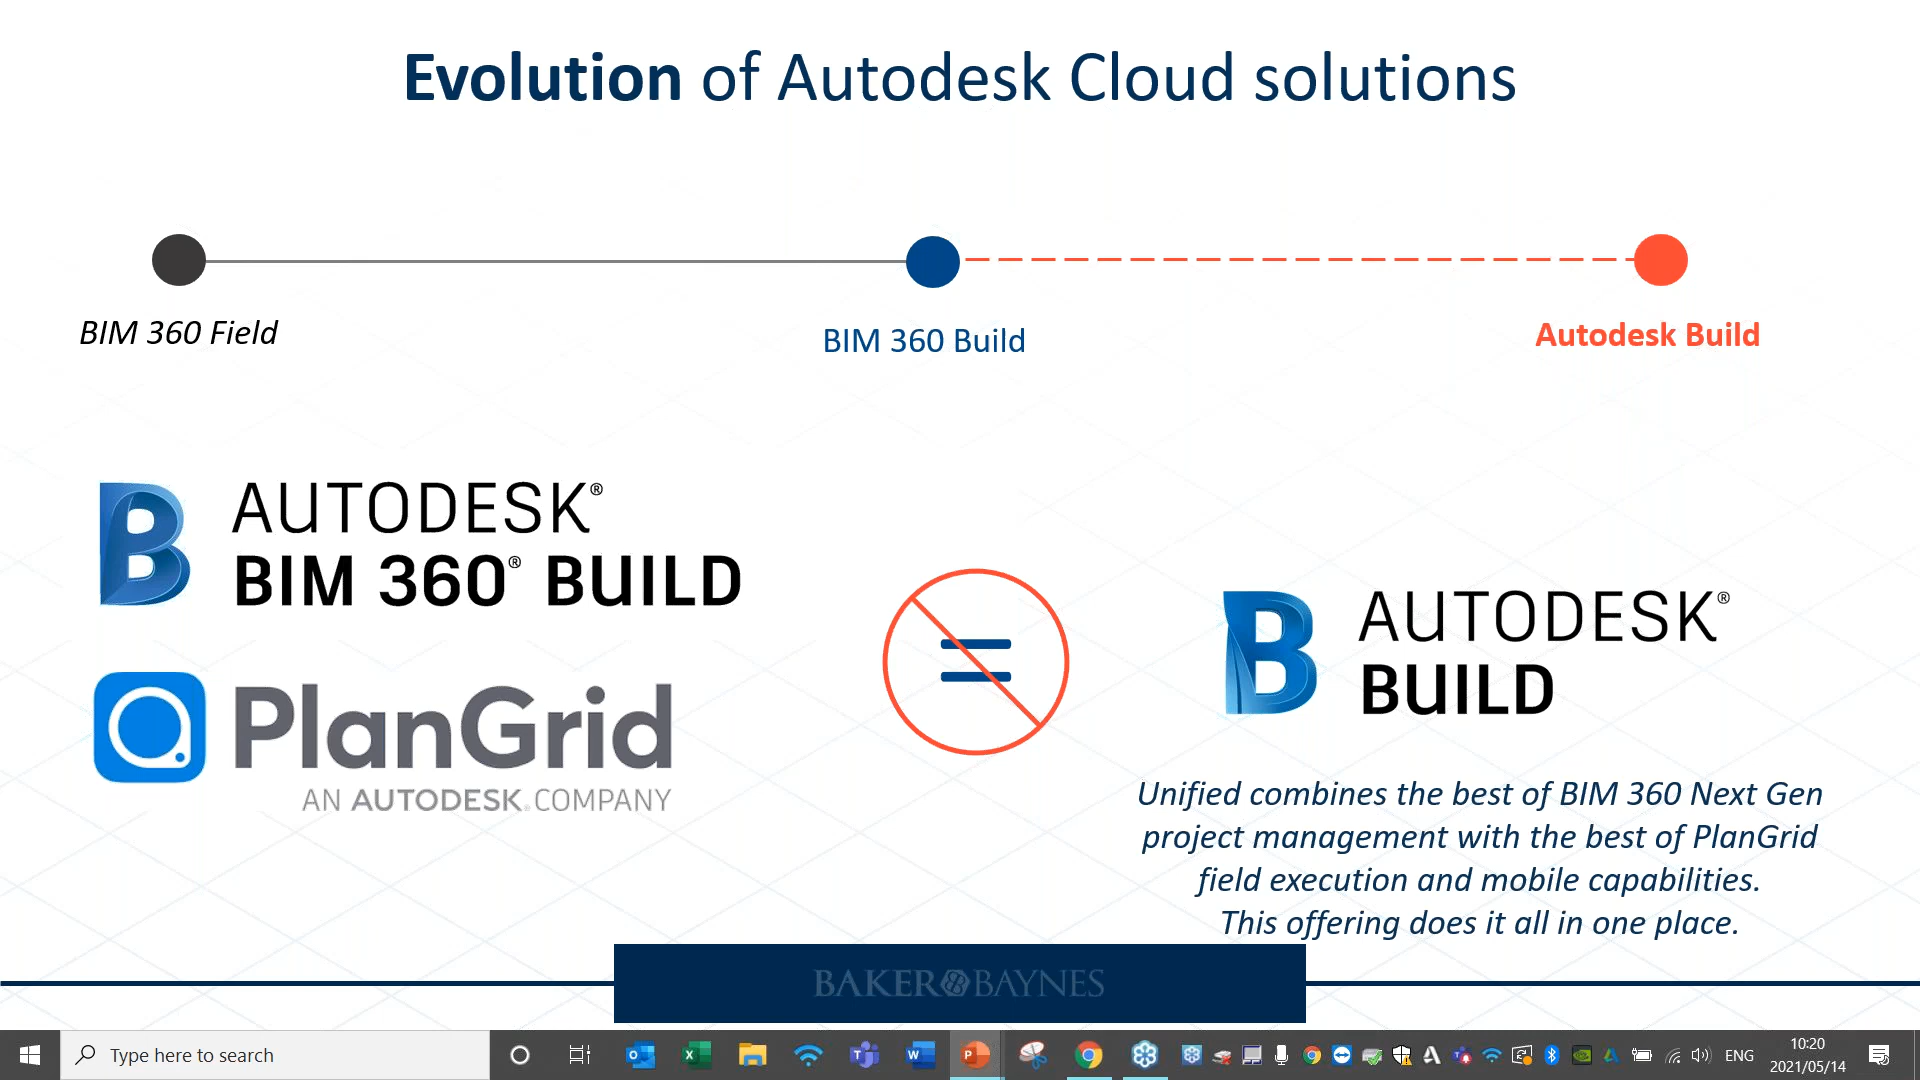 Evolution of Autodesk Cloud solutions
BIM 360 Field
BIM 360 Build
Autodesk Build
AUTODESK®
BIM 360® BUILD
PlanGrid
AN AUTODESK® COMPANY
AUTODESK®
BUILD
Unified combines the best of BIM 360 Next Gen
project management with the best of PlanGrid
field execution and mobile capabilities.
This offering does it all in one place.
BAKER BAYNES
Type here to search
ENG
10:20
2021/05/14